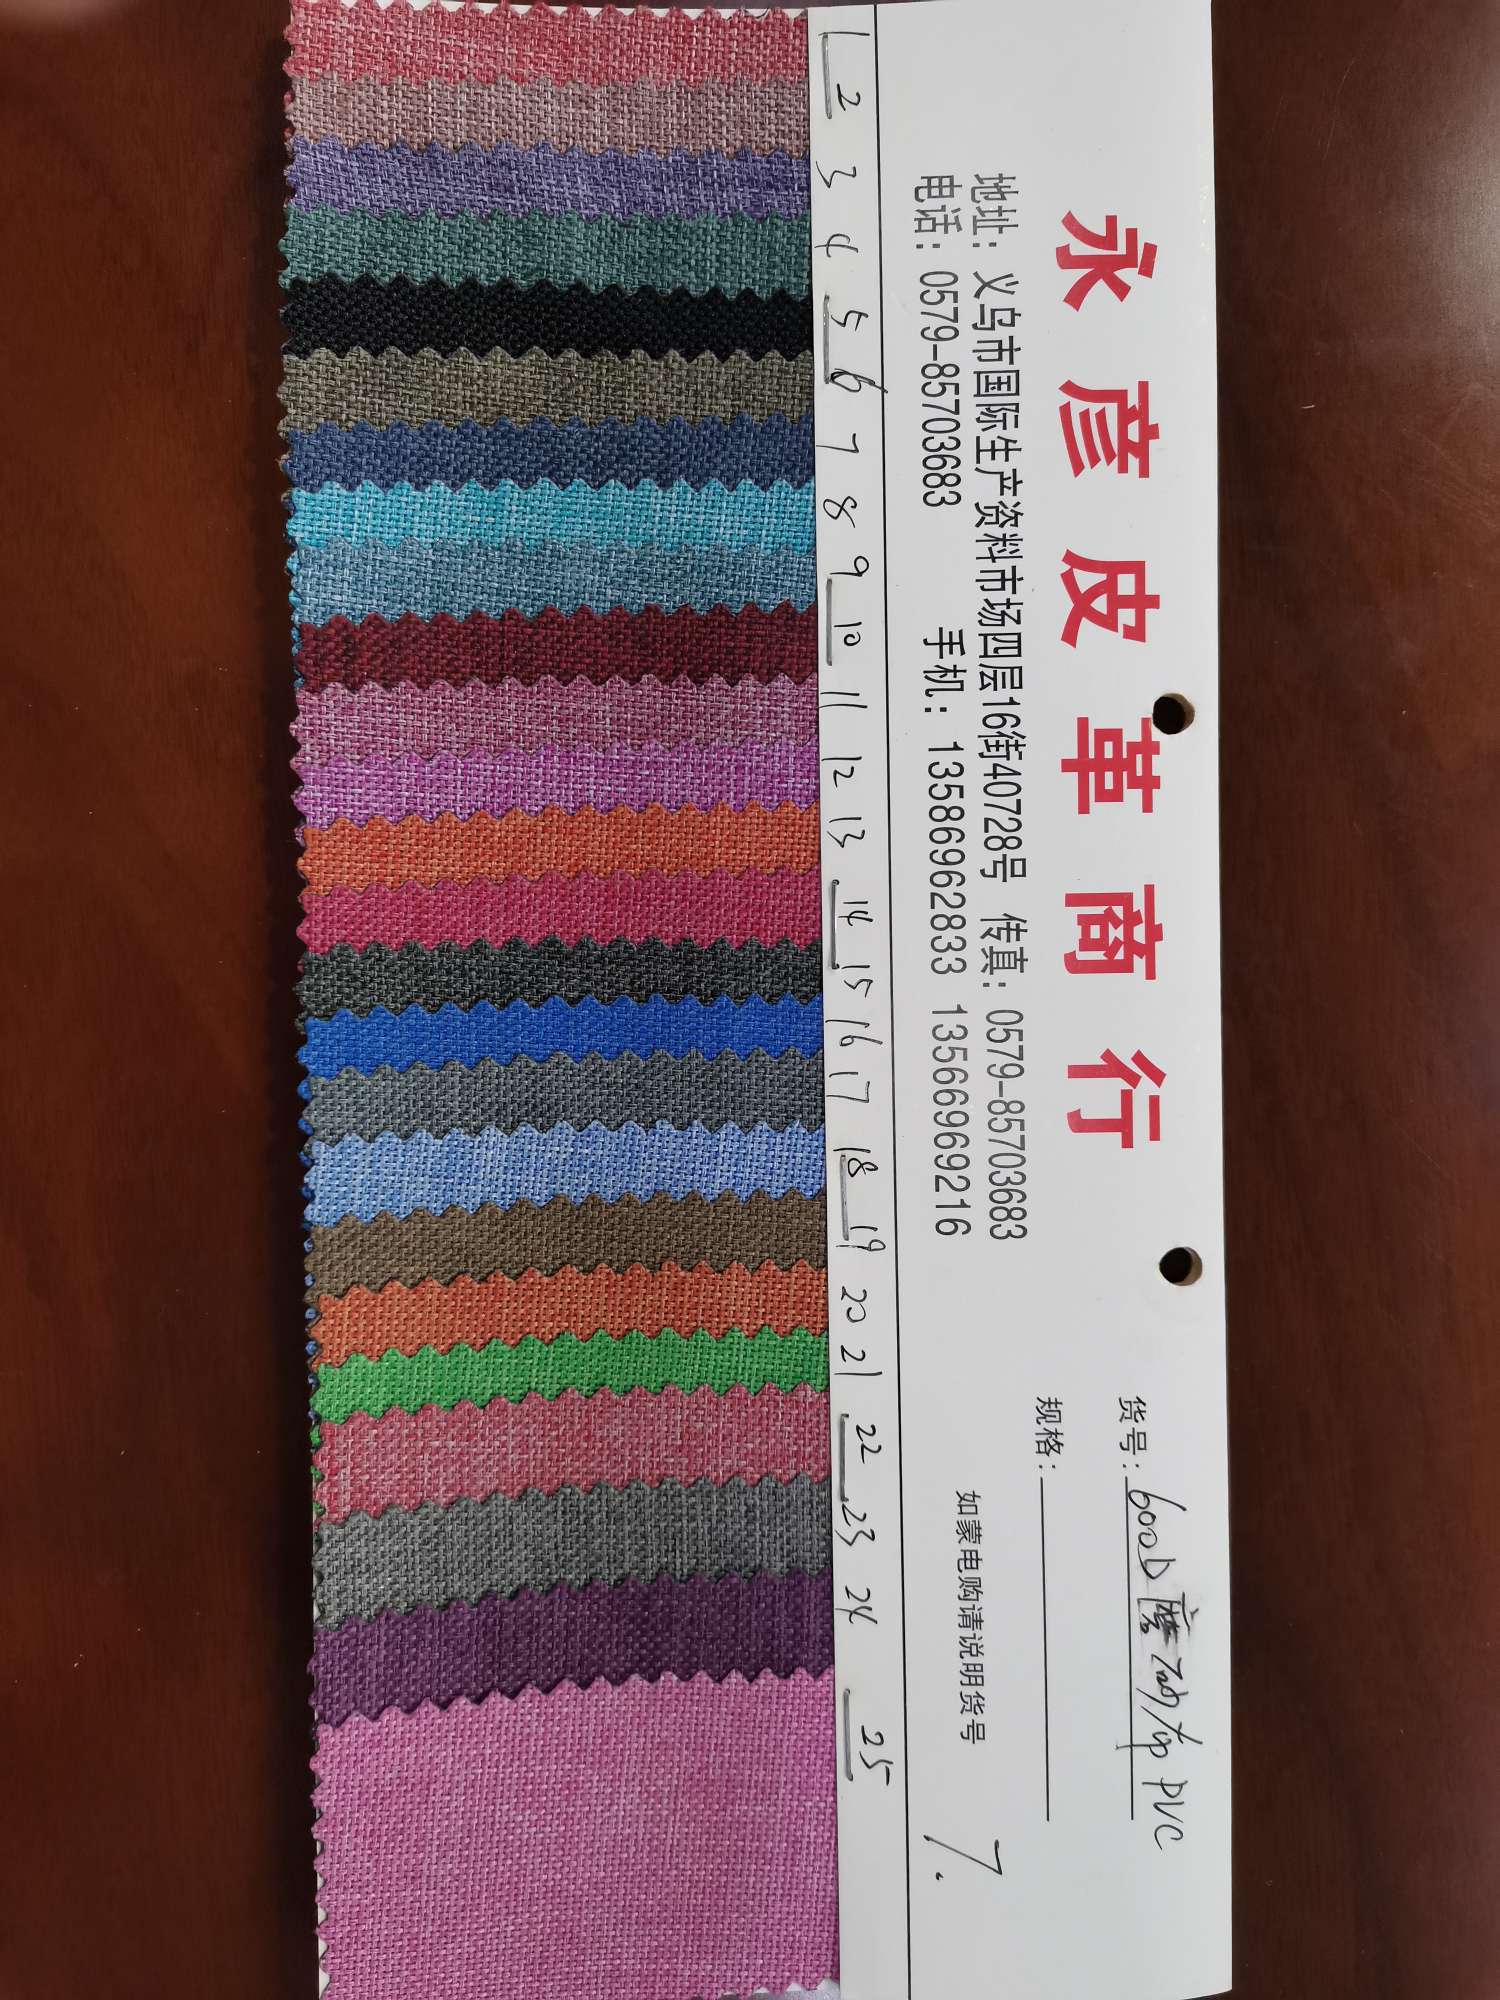 永彦皮革商行
地址：义乌市国际生产资料市场四层16街40728号 传真：0579-85703683
电话：0579-85703683 手机：13586962833 13566969216
货号：600D PVC
规格：
如蒙电购请说明货号
7.
1 2 3 4 5 6 7 8 9 10 11 12 13 14 15 16 17 18 19 20 21 22 23 24 25